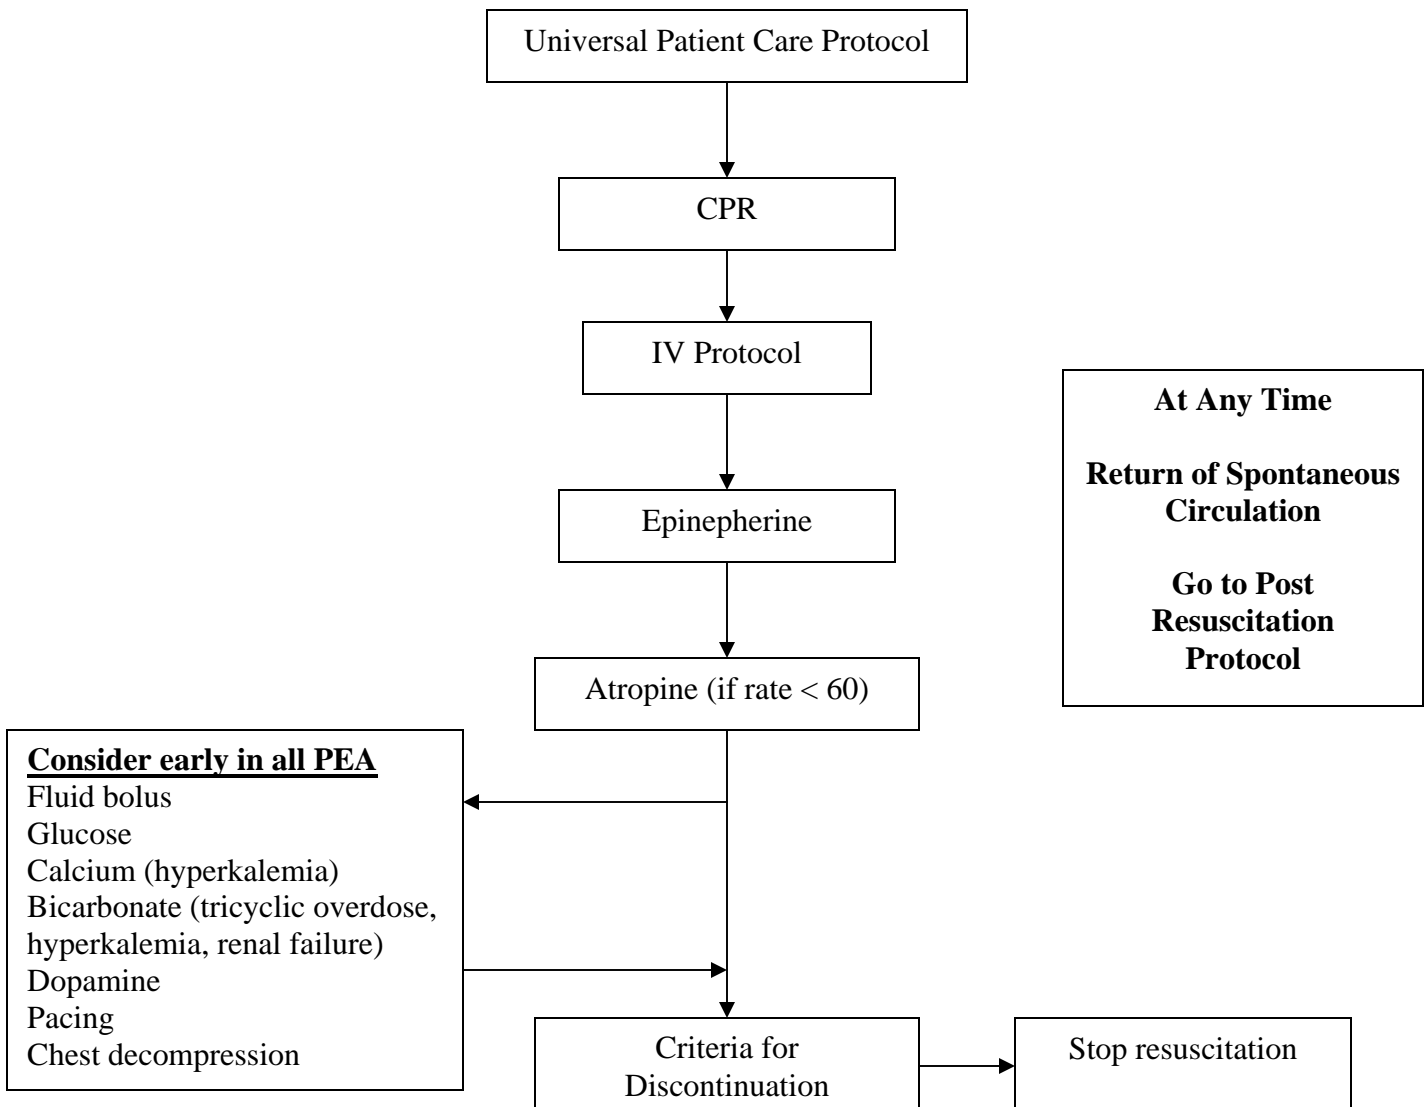 Universal Patient Care Protocol
CPR
IV Protocol
At Any Time
Return of Spontaneous
Circulation
Go to Post
Resuscitation
Protocol
Epinepherine
Atropine (if rate < 60)
Consider early in all PEA
Fluid bolus
Glucose
Calcium (hyperkalemia)
Bicarbonate (tricyclic overdose,
hyperkalemia, renal failure)
Dopamine
Pacing
Chest decompression
Criteria for
Discontinuation
Stop resuscitation